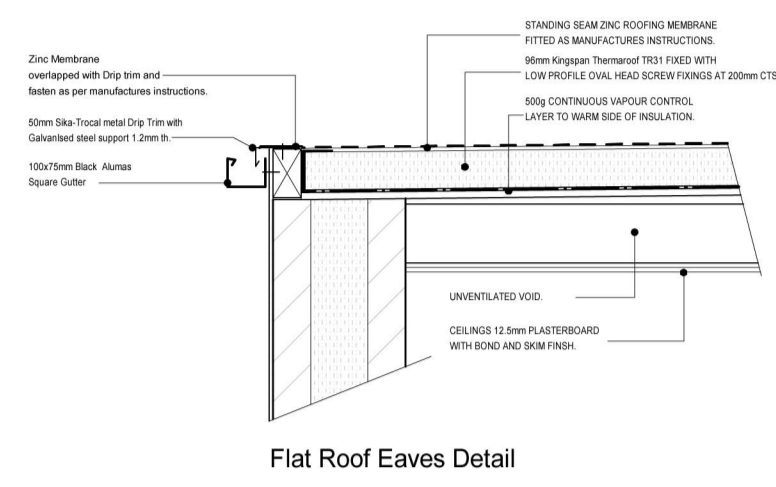 Zinc Membrane
overlapped with Drip trim and
fasten as per manufactures instructions.
50mm Sika-Trocal metal Drip Trim with
Galvanised steel support 1.2mm th.
100x75mm Black Alumas
Square Gutter
STANDING SEAM ZINC ROOFING MEMBRANE
FITTED AS MANUFACTURES INSTRUCTIONS.
96mm Kingspan Thermaroof TR31 FIXED WITH
LOW PROFILE OVAL HEAD SCREW FIXINGS AT 200mm CTS
500g CONTINUOUS VAPOUR CONTROL
LAYER TO WARM SIDE OF INSULATION.
UNVENTILATED VOID.
CEILINGS 12.5mm PLASTERBOARD
WITH BOND AND SKIM FINSH.
Flat Roof Eaves Detail